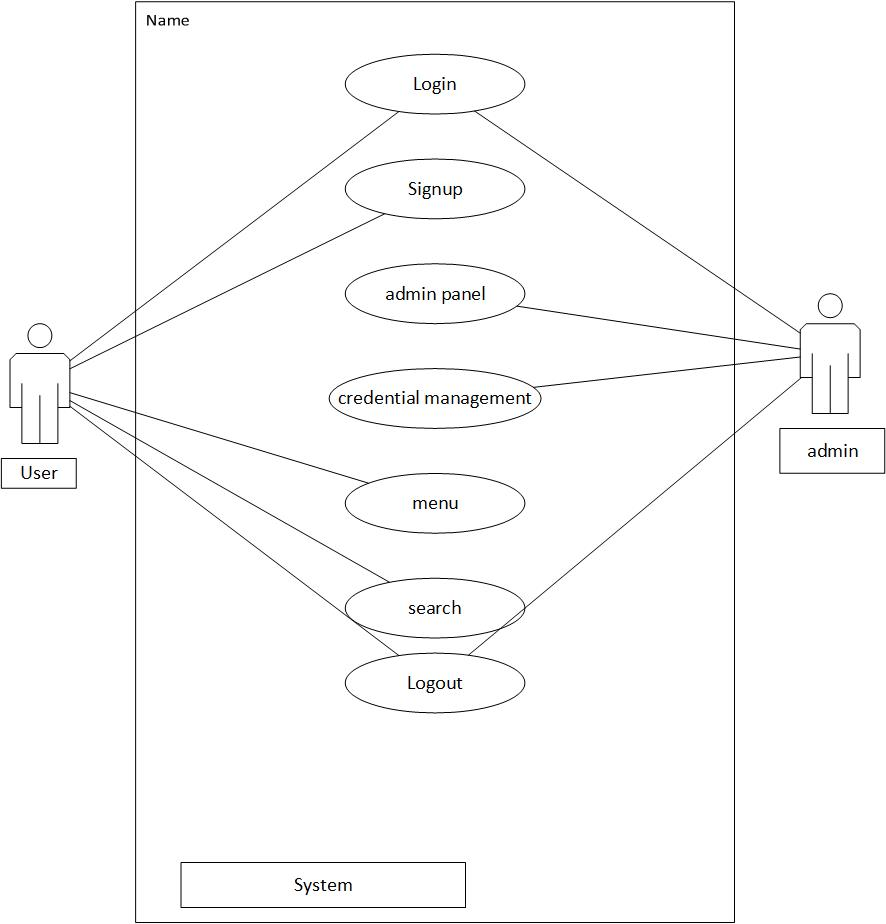 Name
Login
Signup
admin panel
credential management
menu
search
Logout
User
admin
System